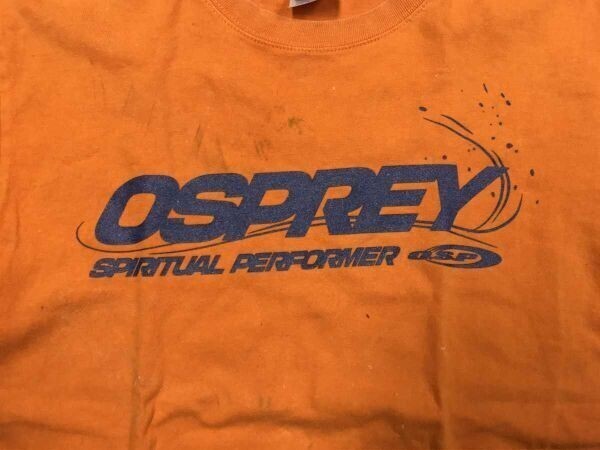 OSPREY
SPIRITUAL PERFORMER O.S.P